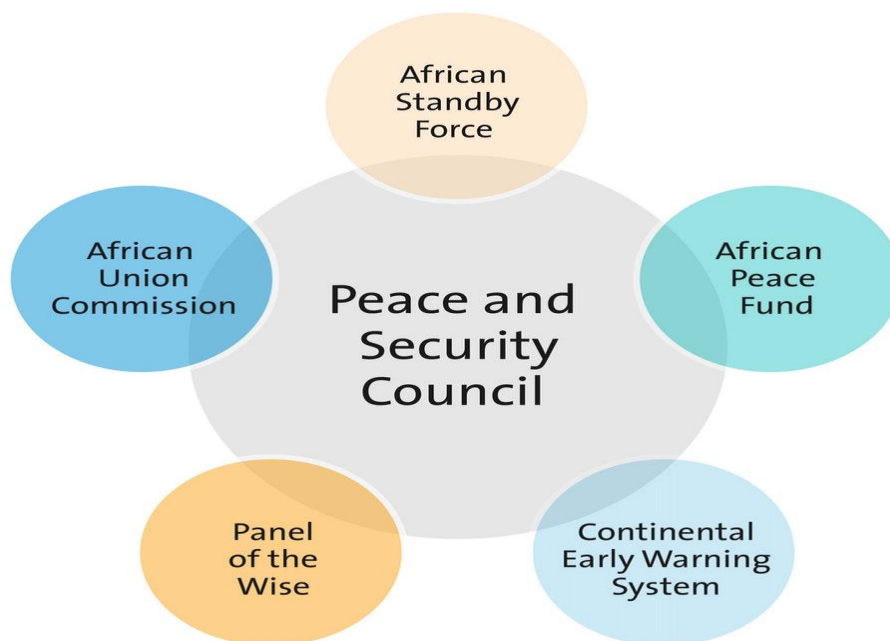 African
Standby
Force
African
Union
Commission
African
Peace
Fund
Peace and
Security
Council
Panel
of the
Wise
Continental
Early Warning
System